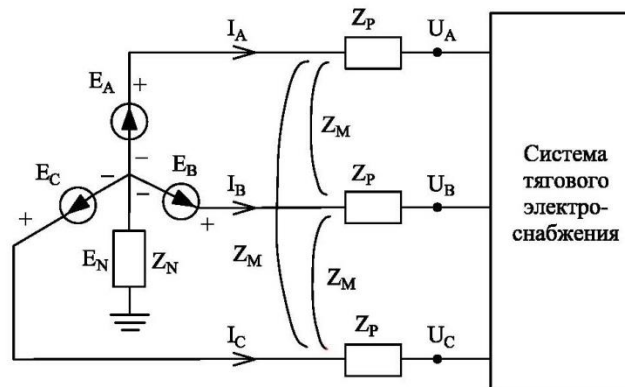 I_A
Z_P
U_A
E_A
+
−
Z_M
E_C
−
−
E_B
+
+
I_B
Z_P
U_B
E_N
Z_N
Z_M
Z_M
I_C
Z_P
U_C
Система
тягового
электро-
снабжения